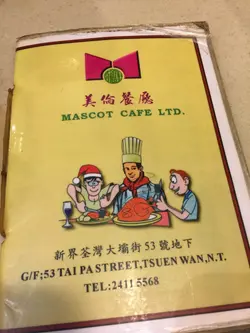 美倫餐廳
MASCOT CAFE LTD.
新界荃灣大壩街53號地下
G/F;53 TAI PA STREET,TSUEN WAN,N.T.
TEL:2411 5568